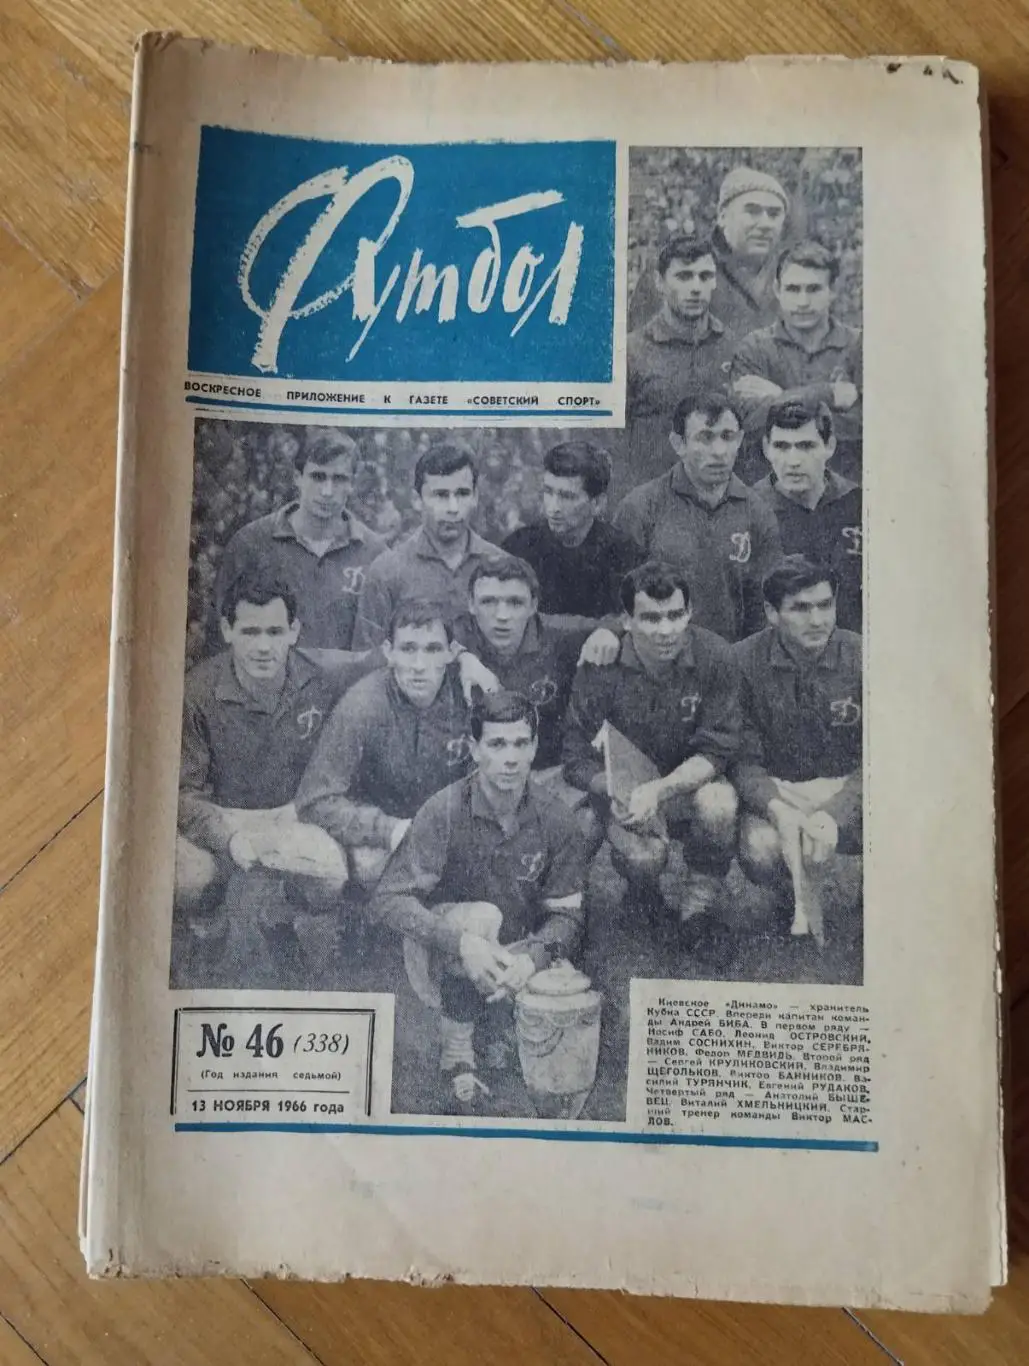 Футбол
ВОСКРЕСНОЕ ПРИЛОЖЕНИЕ К ГАЗЕТЕ «СОВЕТСКИЙ СПОРТ»
Д
Д
Д
Д
Д
Д
Д
Д
№ 46 (338)
(Год издания седьмой)
13 НОЯБРЯ 1966 года
Киевское «Динамо» — хранитель
Кубка СССР. Впереди капитан коман-
ды Андрей БИБА. В первом ряду —
Иосиф САБО, Леонид ОСТРОВСКИЙ,
Вадим СОСНИХИН, Виктор СЕРЕБРЯ-
НИКОВ, Федор МЕДВИДЬ. Второй ряд
— Сергей КРУЛИКОВСКИЙ, Владимир
ЩЕГОЛЬКОВ, Виктор БАННИКОВ, Ва-
силий ТУРЯНЧИК, Евгений РУДАКОВ.
Четвертый ряд — Анатолий БЫШЕ-
ВЕЦ, Виталий ХМЕЛЬНИЦКИЙ. Стар-
ший тренер команды Виктор МАС-
ЛОВ.